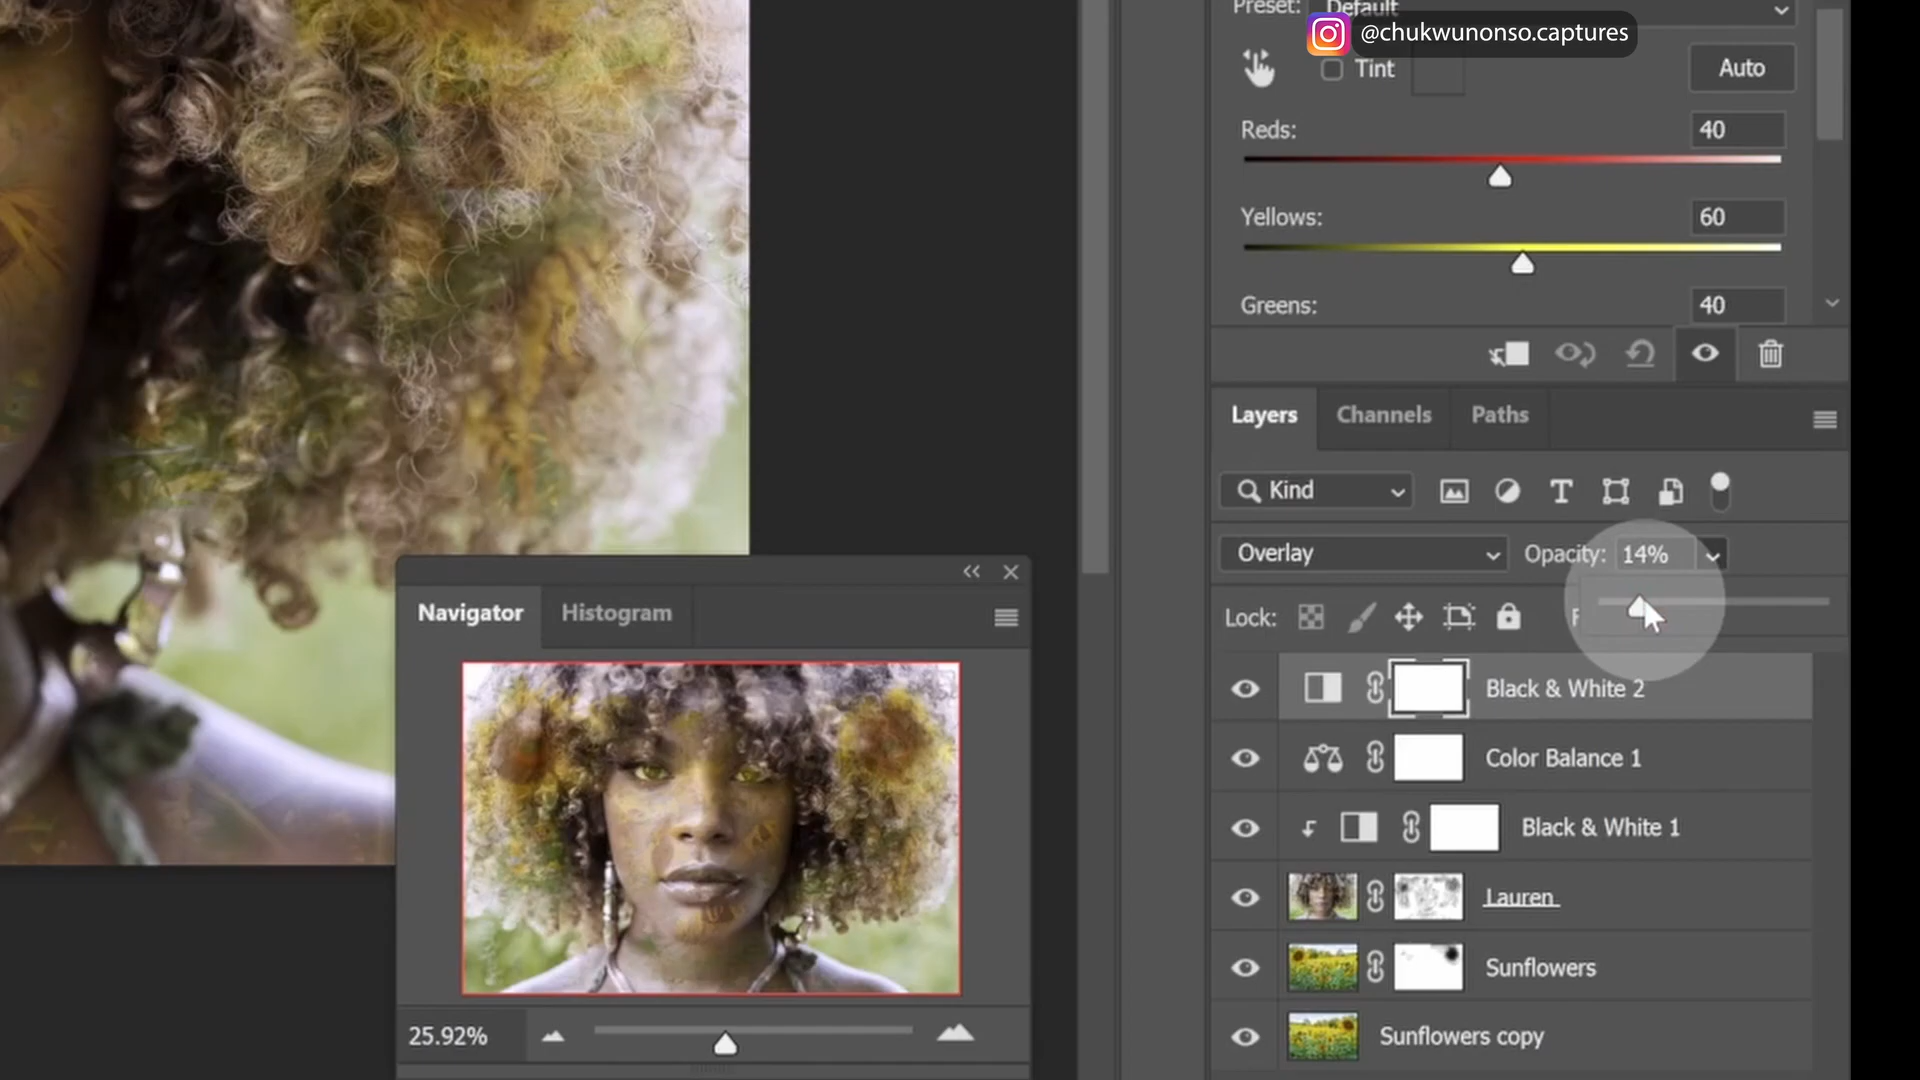 Preset: Default
@chukwunonso.captures
Tint Auto
Reds: 40
Yellows: 60
Greens: 40
Layers Channels Paths
Kind
Overlay Opacity: 14%
Lock:
Black & White 2
Color Balance 1
Black & White 1
Lauren
Sunflowers
Sunflowers copy
Navigator Histogram
25.92%